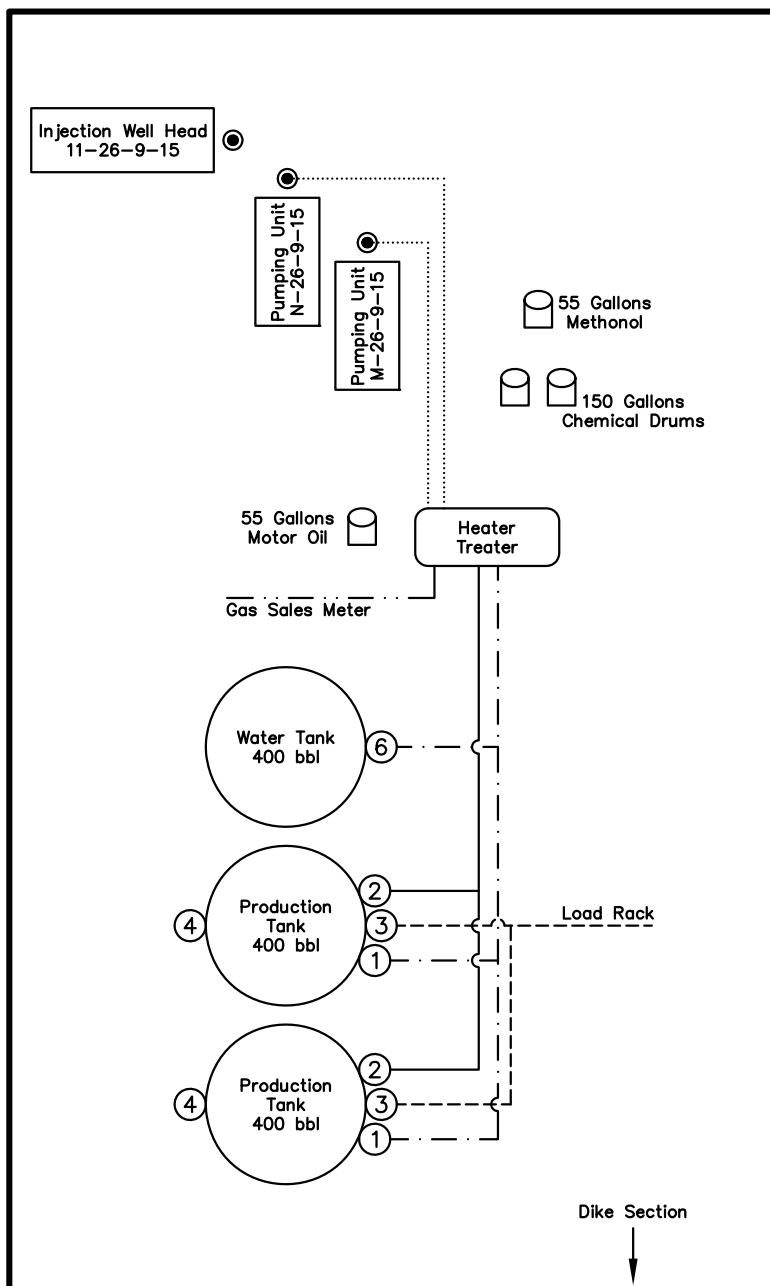 Injection Well Head
11-26-9-15
Pumping Unit
N-26-9-15
Pumping Unit
M-26-9-15
55 Gallons
Methonol
150 Gallons
Chemical Drums
55 Gallons
Motor Oil
Heater
Treater
Gas Sales Meter
Water Tank
400 bbl
6
Production
Tank
400 bbl
4
2
3
1
Load Rack
Production
Tank
400 bbl
4
2
3
1
Dike Section